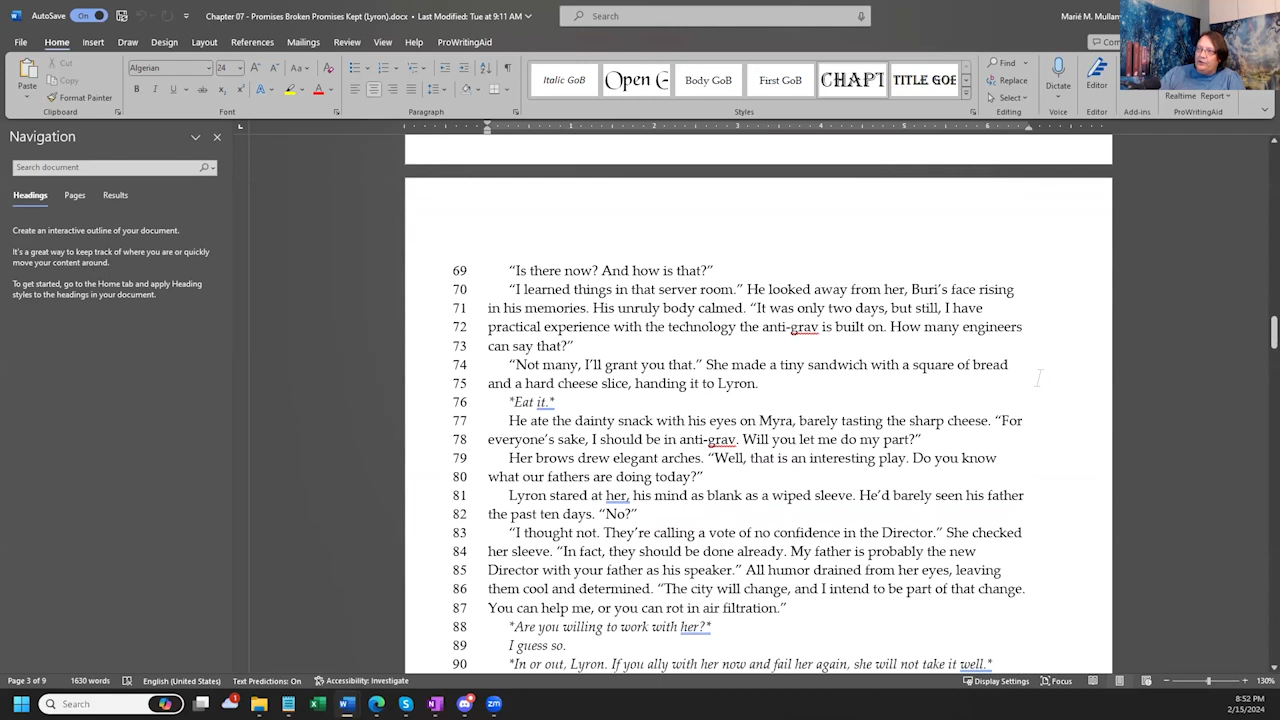 AutoSave On Chapter 07 - Promises Broken Promises Kept (Lyron).docx • Last Modified: Tue at 9:11 AM Search Marié M. Mullany
File Home Insert Draw Design Layout References Mailings Review View Help ProWritingAid
Paste Cut Copy Format Painter Clipboard
Algerian 24 Font
Paragraph
Italic GoB Open G Body GoB First GoB CHAPT TITLE GOB Styles
Find Replace Select Editing
Dictate Voice
Editor Editor
Add-ins
Realtime Report ProWritingAid
Navigation
Search document
Headings Pages Results
Create an interactive outline of your document.
It's a great way to keep track of where you are or quickly
move your content around.
To get started, go to the Home tab and apply Heading
styles to the headings in your document.
1 2 3 4 5 6
69 “Is there now? And how is that?”
70 “I learned things in that server room.” He looked away from her, Buri’s face rising
71 in his memories. His unruly body calmed. “It was only two days, but still, I have
72 practical experience with the technology the anti-grav is built on. How many engineers
73 can say that?”
74 “Not many, I’ll grant you that.” She made a tiny sandwich with a square of bread
75 and a hard cheese slice, handing it to Lyron.
76 *Eat it.*
77 He ate the dainty snack with his eyes on Myra, barely tasting the sharp cheese. “For
78 everyone’s sake, I should be in anti-grav. Will you let me do my part?”
79 Her brows drew elegant arches. “Well, that is an interesting play. Do you know
80 what our fathers are doing today?”
81 Lyron stared at her, his mind as blank as a wiped sleeve. He’d barely seen his father
82 the past ten days. “No?”
83 “I thought not. They’re calling a vote of no confidence in the Director.” She checked
84 her sleeve. “In fact, they should be done already. My father is probably the new
85 Director with your father as his speaker.” All humor drained from her eyes, leaving
86 them cool and determined. “The city will change, and I intend to be part of that change.
87 You can help me, or you can rot in air filtration.”
88 *Are you willing to work with her?*
89 I guess so.
90 *In or out, Lyron. If you ally with her now and fail her again, she will not take it well.*
Page 3 of 9 1630 words English (United States) Text Predictions: On Accessibility: Investigate Display Settings Focus 130%
Search 8:52 PM
2/15/2024